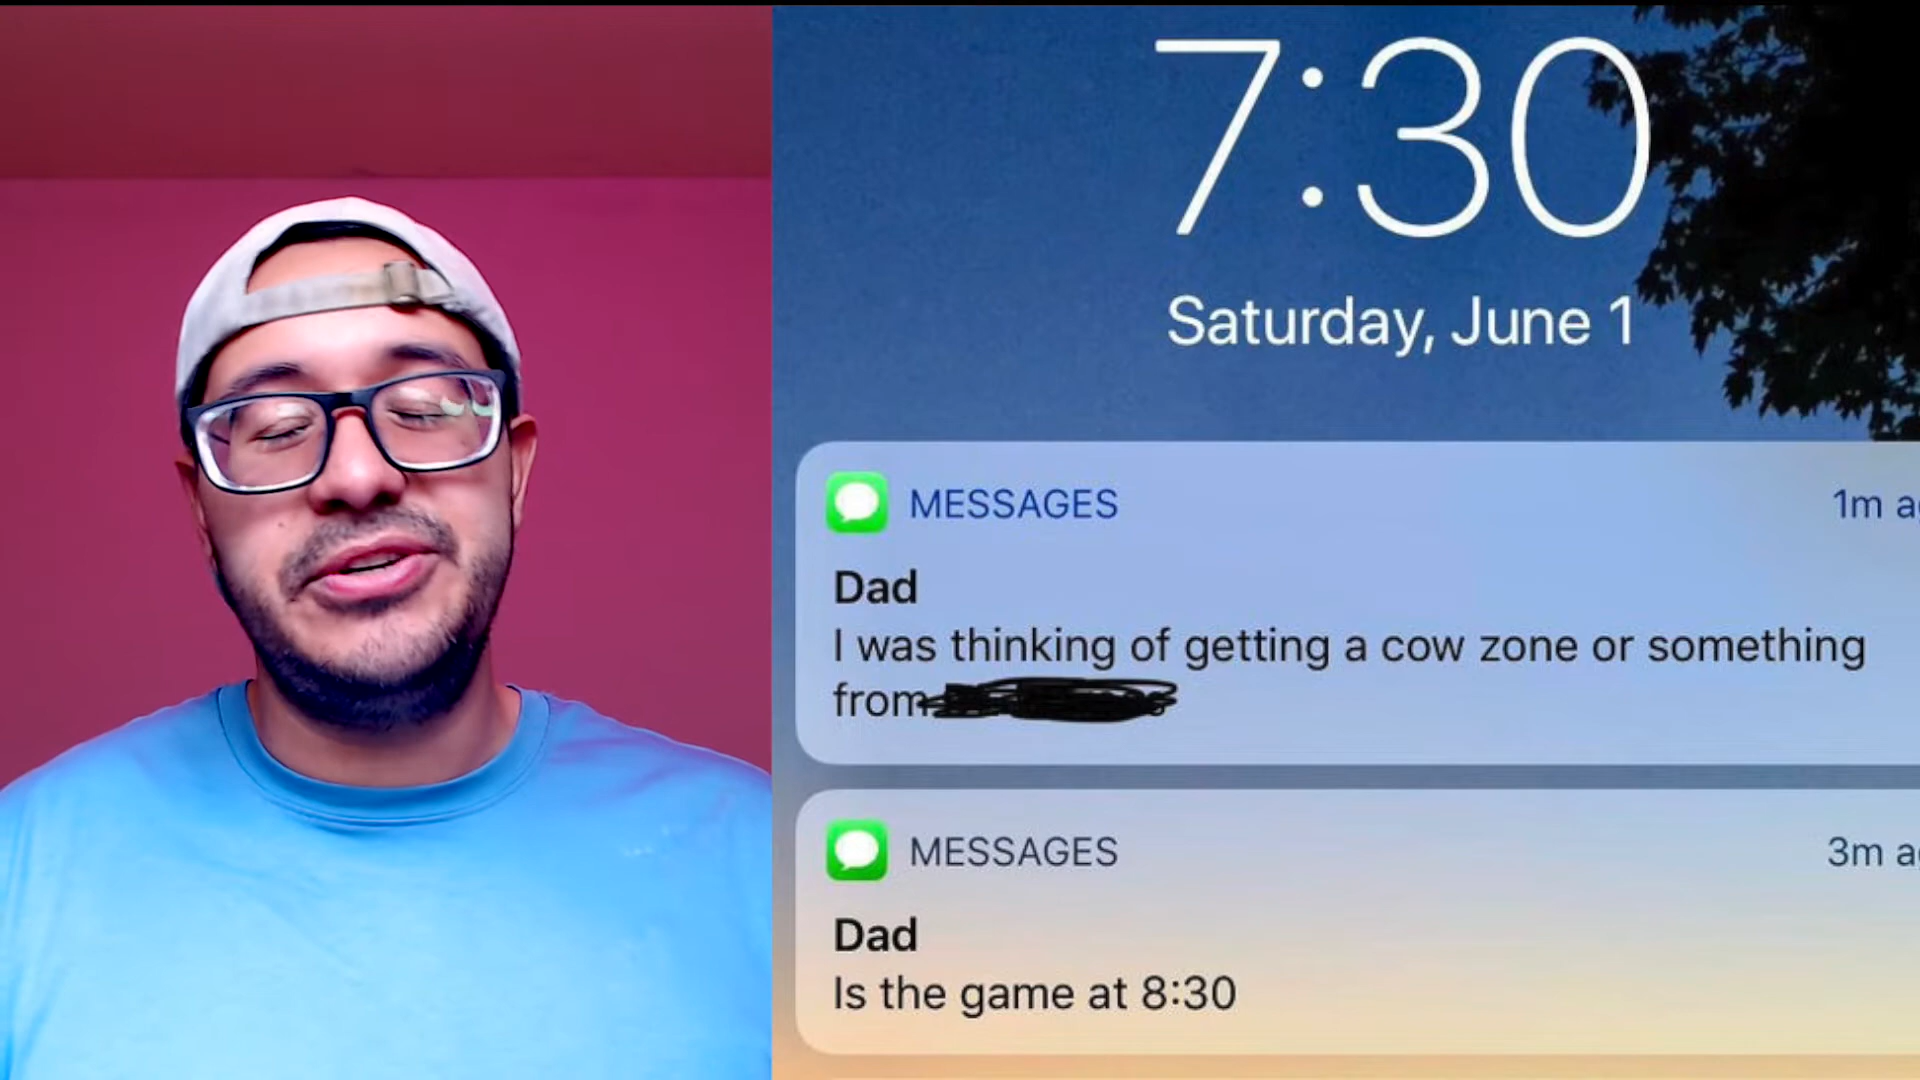 7:30
Saturday, June 1
MESSAGES
1m
Dad
I was thinking of getting a cow zone or something
from
MESSAGES
3m
Dad
Is the game at 8:30